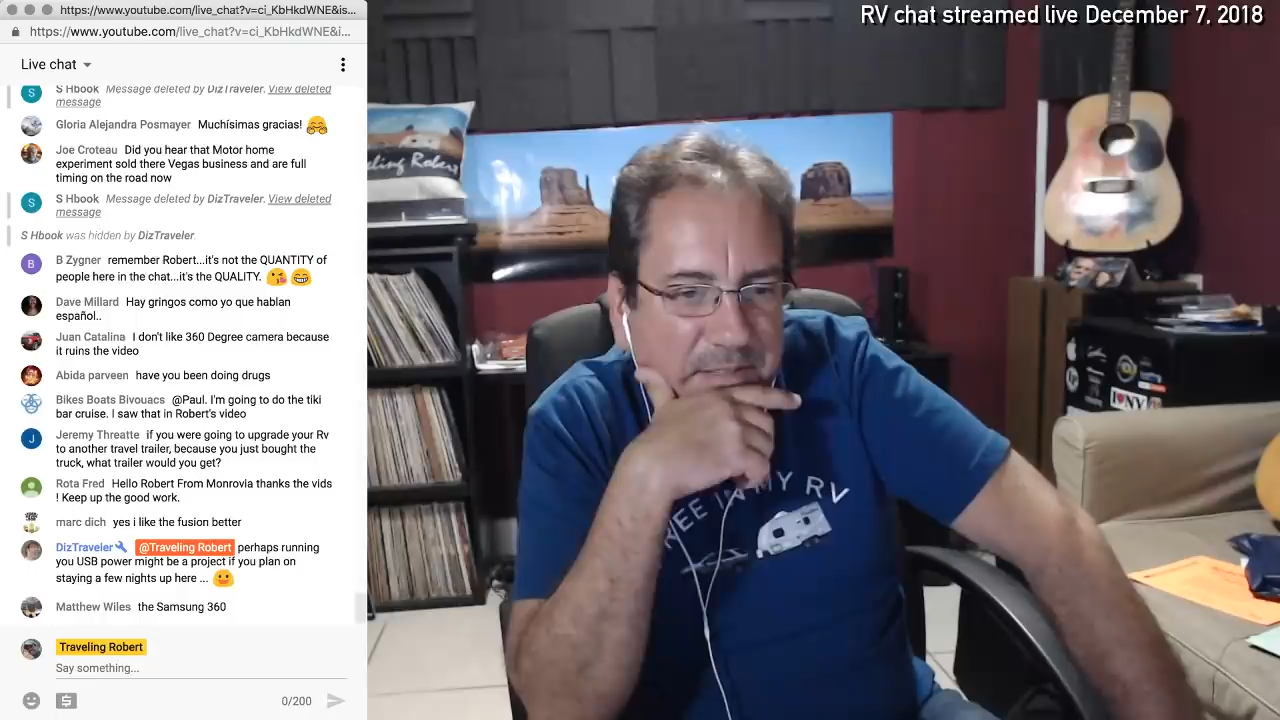 https://www.youtube.com/live_chat?v=ci_KbHkdWNE&is...
https://www.youtube.com/live_chat?v=ci_KbHkdWNE&i...
Live chat
S Hbook Message deleted by DizTraveler. View deleted
message
Gloria Alejandra Posmayer Muchísimas gracias! 🤗
Joe Croteau Did you hear that Motor home
experiment sold there Vegas business and are full
timing on the road now
S Hbook Message deleted by DizTraveler. View deleted
message
S Hbook was hidden by DizTraveler.
B Zygner remember Robert...it's not the QUANTITY of
people here in the chat...it's the QUALITY. 😘 😁
Dave Millard Hay gringos como yo que hablan
español..
Juan Catalina I don't like 360 Degree camera because
it ruins the video
Abida parveen have you been doing drugs
Bikes Boats Bivouacs @Paul. I'm going to do the tiki
bar cruise. I saw that in Robert's video
Jeremy Threatte if you were going to upgrade your Rv
to another travel trailer, because you just bought the
truck, what trailer would you get?
Rota Fred Hello Robert From Monrovia thanks the vids
! Keep up the good work.
marc dich yes i like the fusion better
DizTraveler @Traveling Robert perhaps running
you USB power might be a project if you plan on
staying a few nights up here ... 🙂
Matthew Wiles the Samsung 360
Traveling Robert
Say something...
0/200
RV chat streamed live December 7, 2018
eling Robert
REE IN MY RV
I ♥ NY